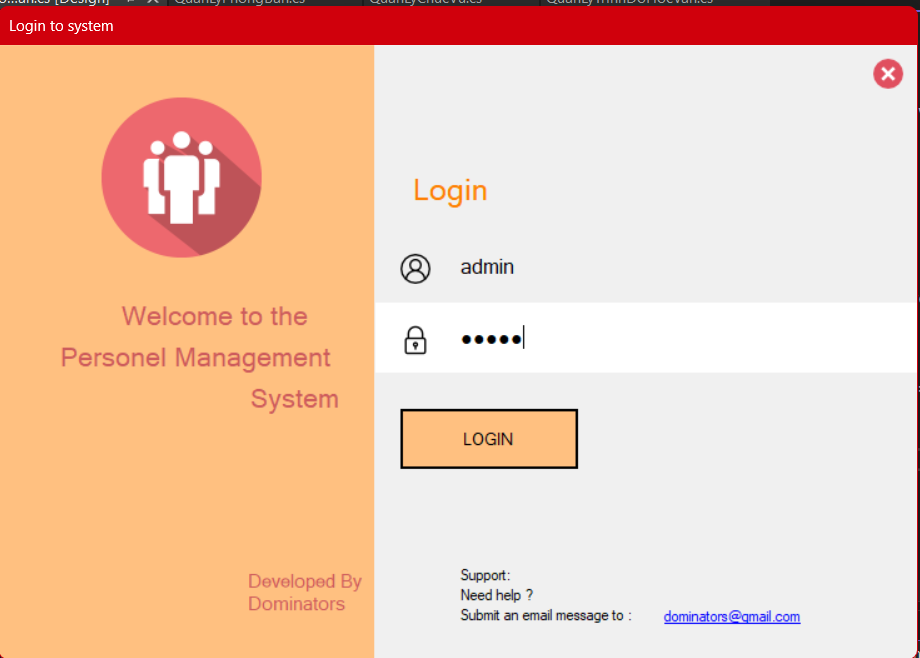 Login to system
Welcome to the
Personel Management
System
Developed By
Dominators
Login
admin
●●●●●
LOGIN
Support:
Need help ?
Submit an email message to :
dominators@gmail.com